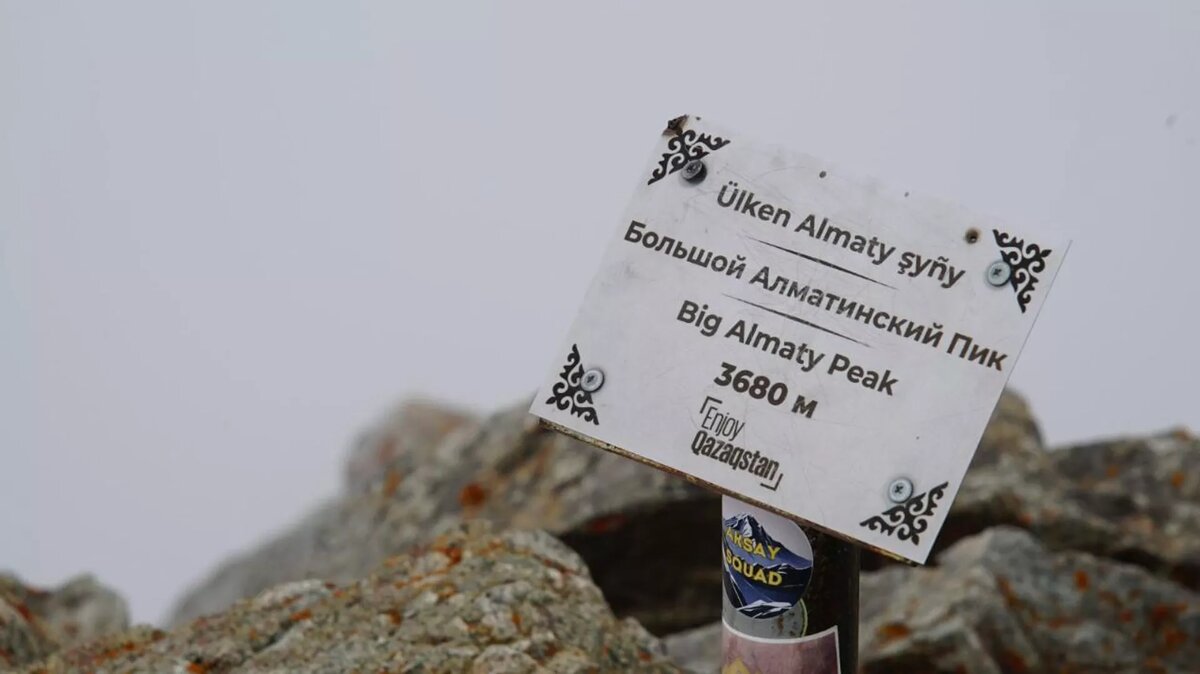 Ülken Almaty şyñy
Большой Алматинский Пик
Big Almaty Peak
3680 м
Enjoy
Qazaqstan
AKSAY
SQUAD